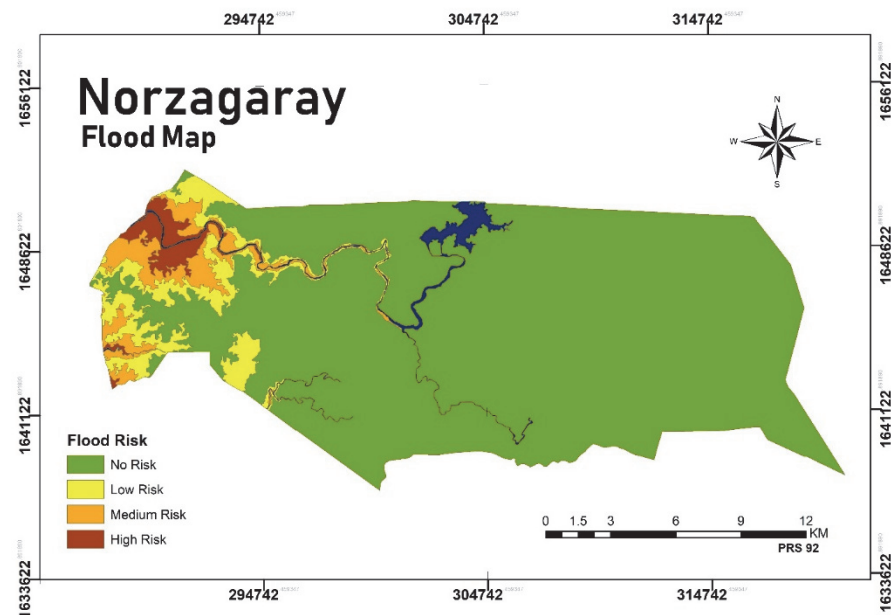 294742
304742
314742
1656122
1656122
Norzagaray
Flood Map
N
W
E
S
1648622
1648622
1641122
1641122
Flood Risk
No Risk
Low Risk
Medium Risk
High Risk
0 1.5 3 6 9 12
KM
PRS 92
1633622
1633622
294742
304742
314742